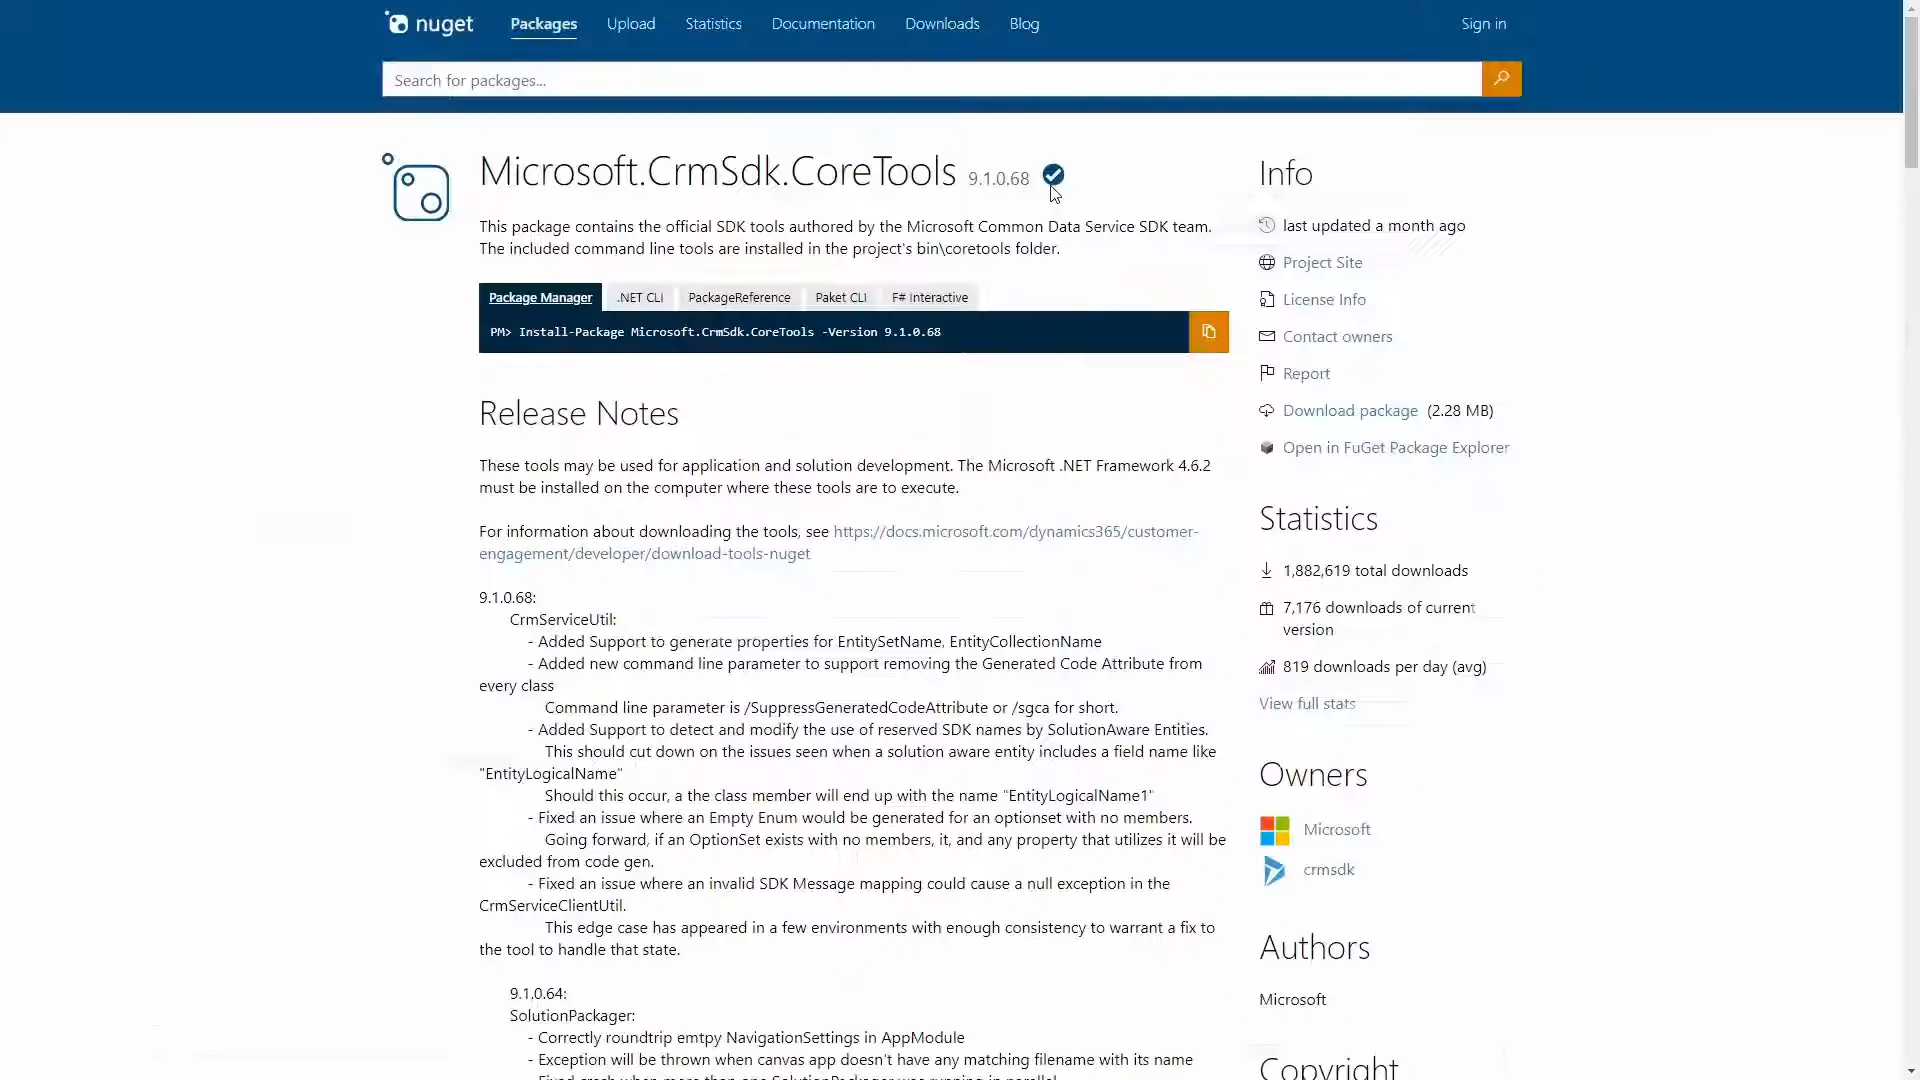 nuget
Packages
Upload
Statistics
Documentation
Downloads
Blog
Sign in
Search for packages...
Microsoft.CrmSdk.CoreTools 9.1.0.68
This package contains the official SDK tools authored by the Microsoft Common Data Service SDK team.
The included command line tools are installed in the project's bin\coretools folder.
Package Manager
.NET CLI
PackageReference
Paket CLI
F# Interactive
PM> Install-Package Microsoft.CrmSdk.CoreTools -Version 9.1.0.68
Release Notes
These tools may be used for application and solution development. The Microsoft .NET Framework 4.6.2
must be installed on the computer where these tools are to execute.
For information about downloading the tools, see https://docs.microsoft.com/dynamics365/customer-
engagement/developer/download-tools-nuget
9.1.0.68:
CrmServiceUtil:
- Added Support to generate properties for EntitySetName, EntityCollectionName
- Added new command line parameter to support removing the Generated Code Attribute from
every class
Command line parameter is /SuppressGeneratedCodeAttribute or /sgca for short.
- Added Support to detect and modify the use of reserved SDK names by SolutionAware Entities.
This should cut down on the issues seen when a solution aware entity includes a field name like
"EntityLogicalName"
Should this occur, a the class member will end up with the name "EntityLogicalName1"
- Fixed an issue where an Empty Enum would be generated for an optionset with no members.
Going forward, if an OptionSet exists with no members, it, and any property that utilizes it will be
excluded from code gen.
- Fixed an issue where an invalid SDK Message mapping could cause a null exception in the
CrmServiceClientUtil.
This edge case has appeared in a few environments with enough consistency to warrant a fix to
the tool to handle that state.
9.1.0.64:
SolutionPackager:
- Correctly roundtrip emtpy NavigationSettings in AppModule
- Exception will be thrown when canvas app doesn't have any matching filename with its name
- Fixed crash when more than one SolutionPackager was running in parallel
Info
last updated a month ago
Project Site
License Info
Contact owners
Report
Download package (2.28 MB)
Open in FuGet Package Explorer
Statistics
1,882,619 total downloads
7,176 downloads of current
version
819 downloads per day (avg)
View full stats
Owners
Microsoft
crmsdk
Authors
Microsoft
Copyright